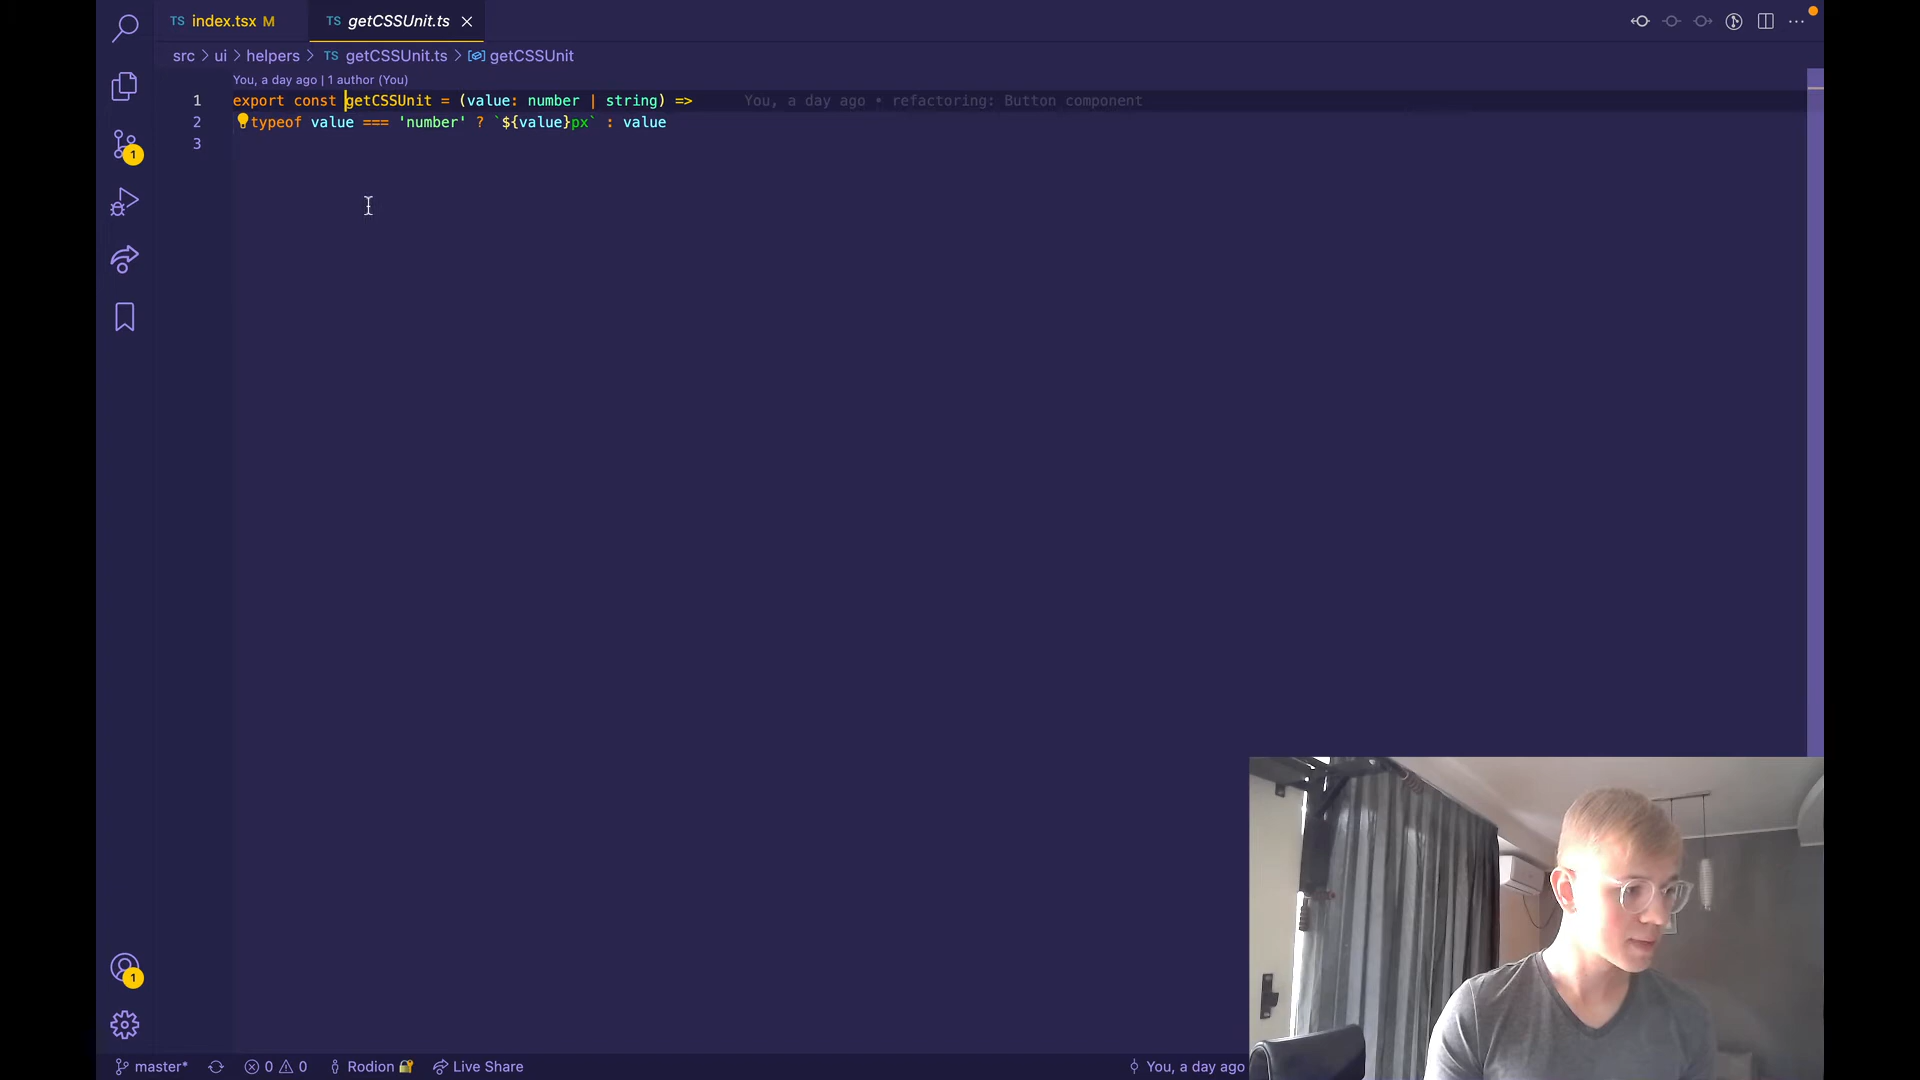 TS index.tsx M TS getCSSUnit.ts
src > ui > helpers > TS getCSSUnit.ts > getCSSUnit
You, a day ago | 1 author (You)
1 export const getCSSUnit = (value: number | string) => You, a day ago • refactoring: Button component
2 typeof value === 'number' ? `${value}px` : value
3
1
1
master* 0 0 Rodion Live Share You, a day ago